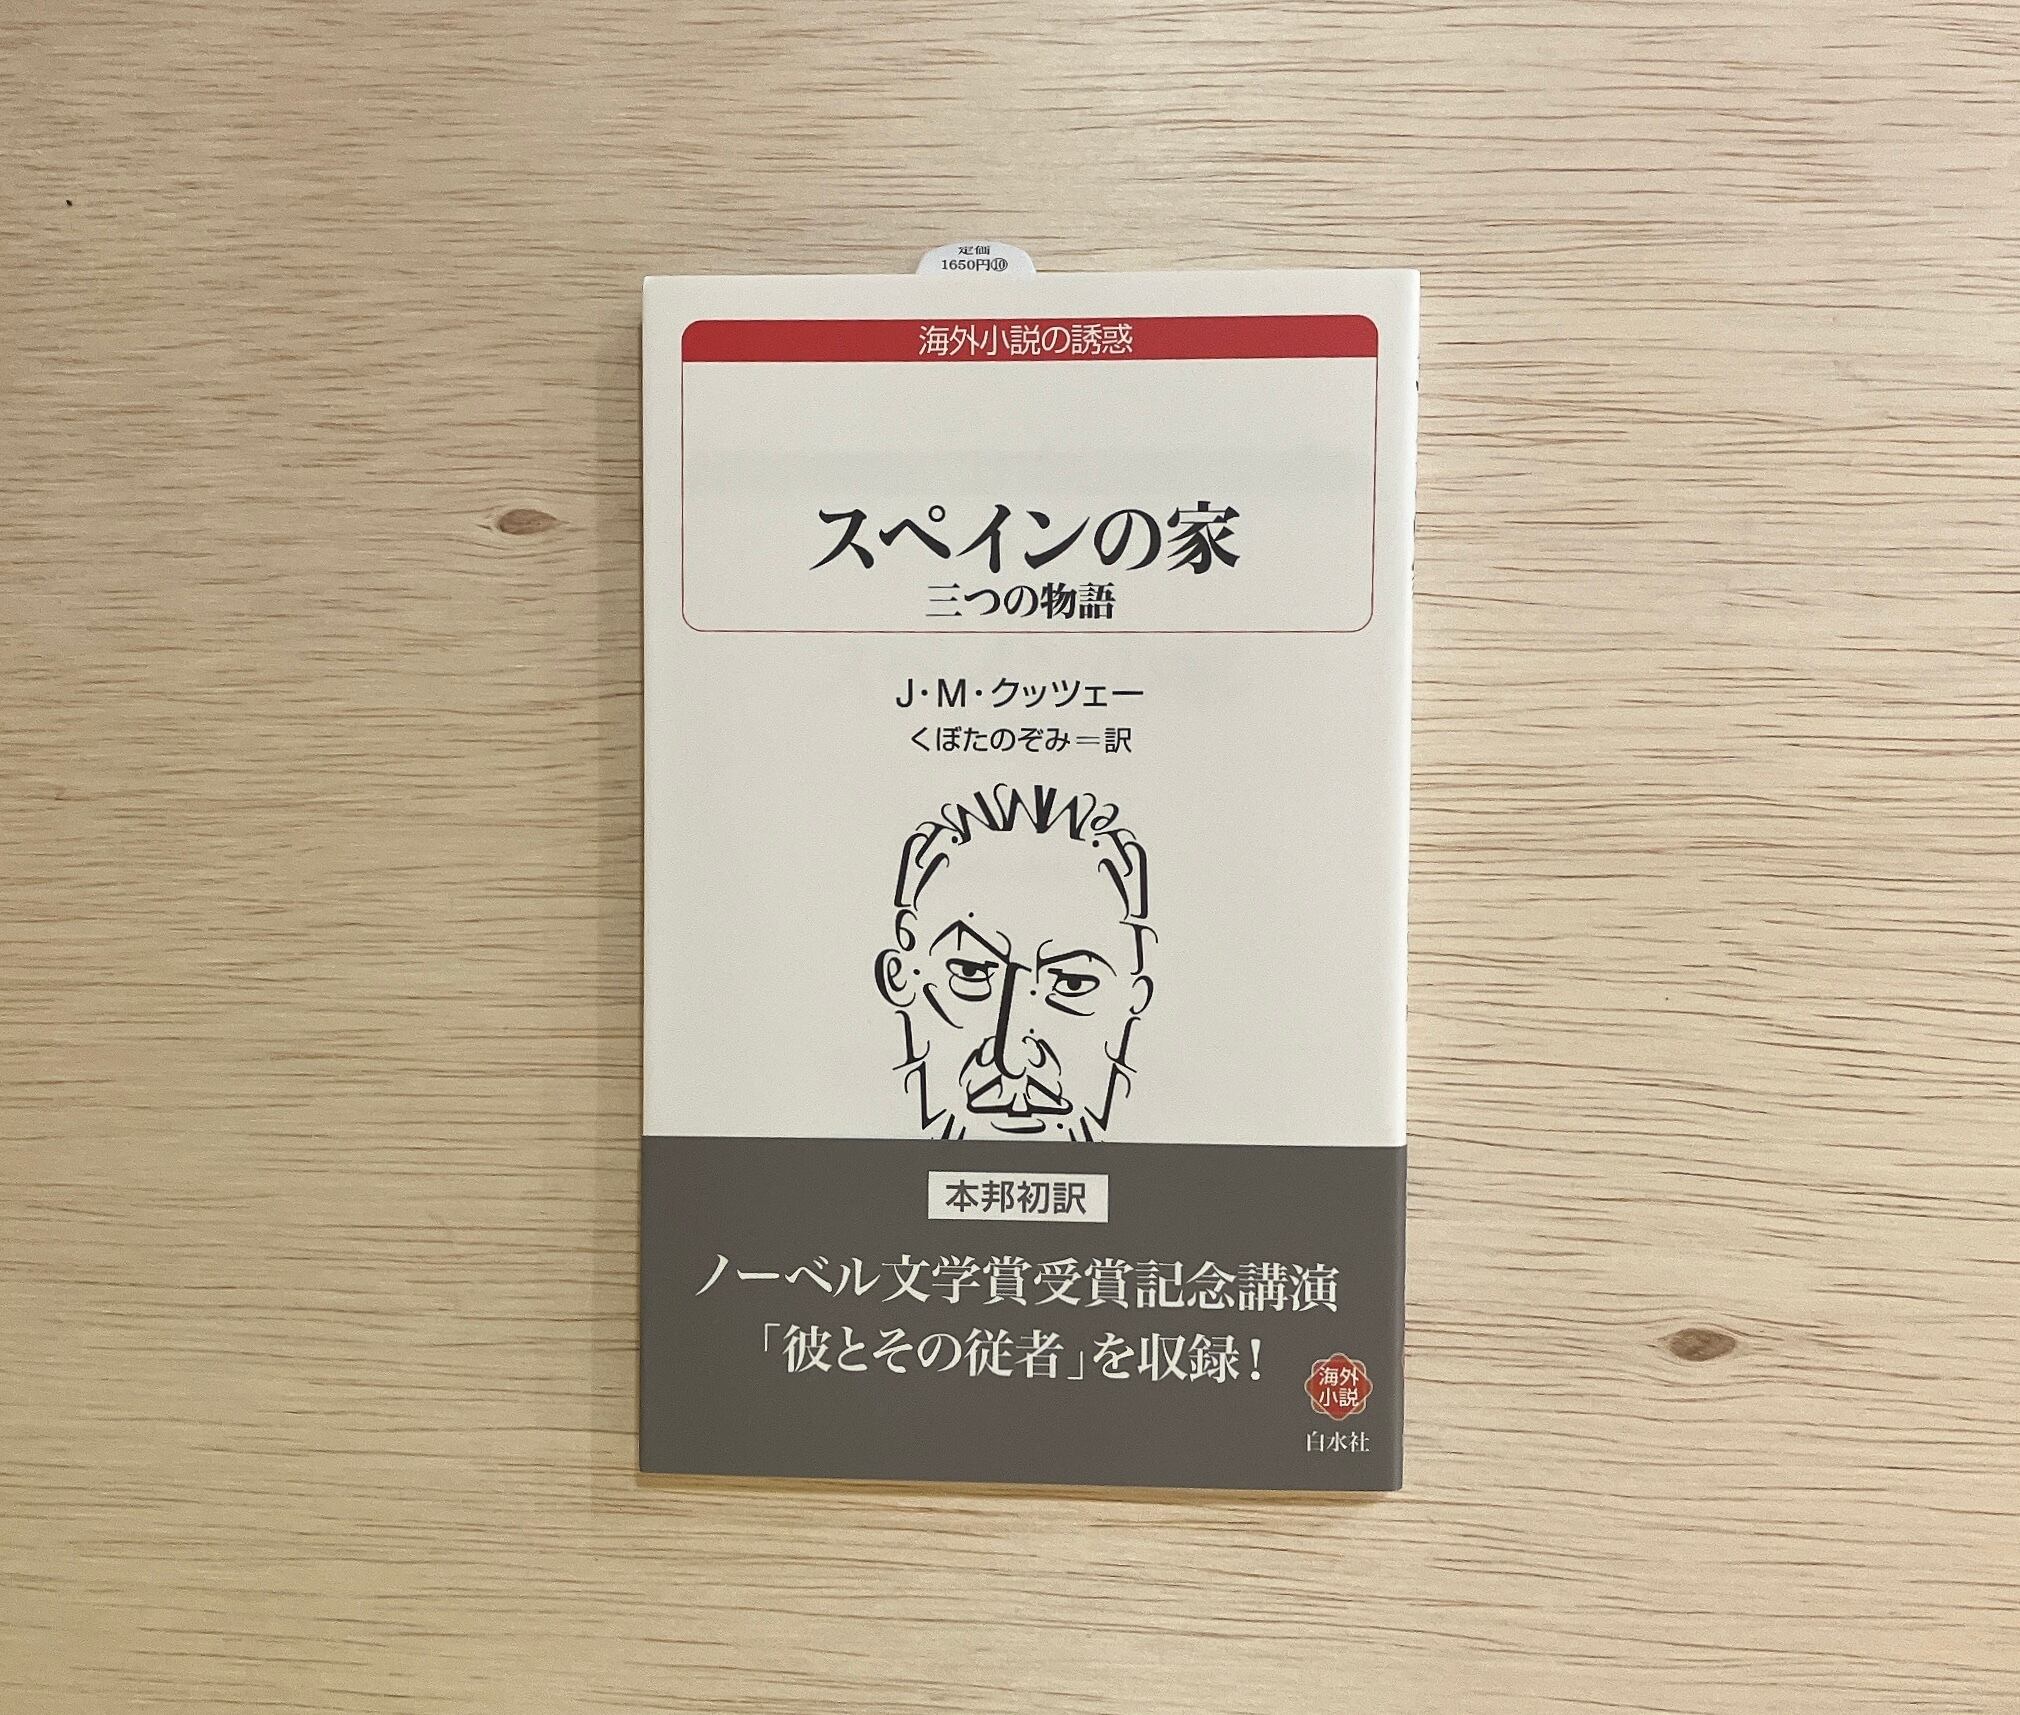 定価
1650円⑩
海外小説の誘惑
スペインの家
三つの物語
J・M・クッツェー
くぼたのぞみ＝訳
本邦初訳
ノーベル文学賞受賞記念講演
「彼とその従者」を収録！
海外
小説
白水社